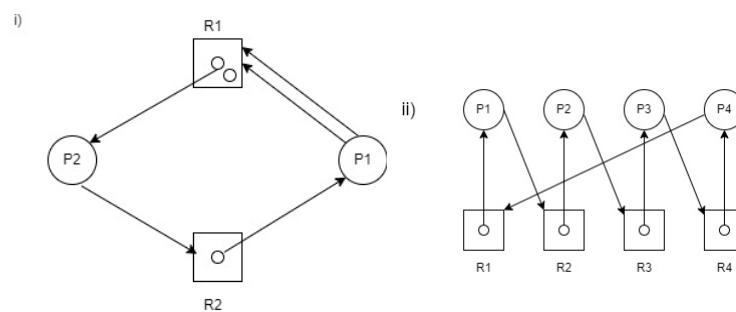 i)
R1
P2
P1
R2
ii)
P1 P2 P3 P4
R1 R2 R3 R4